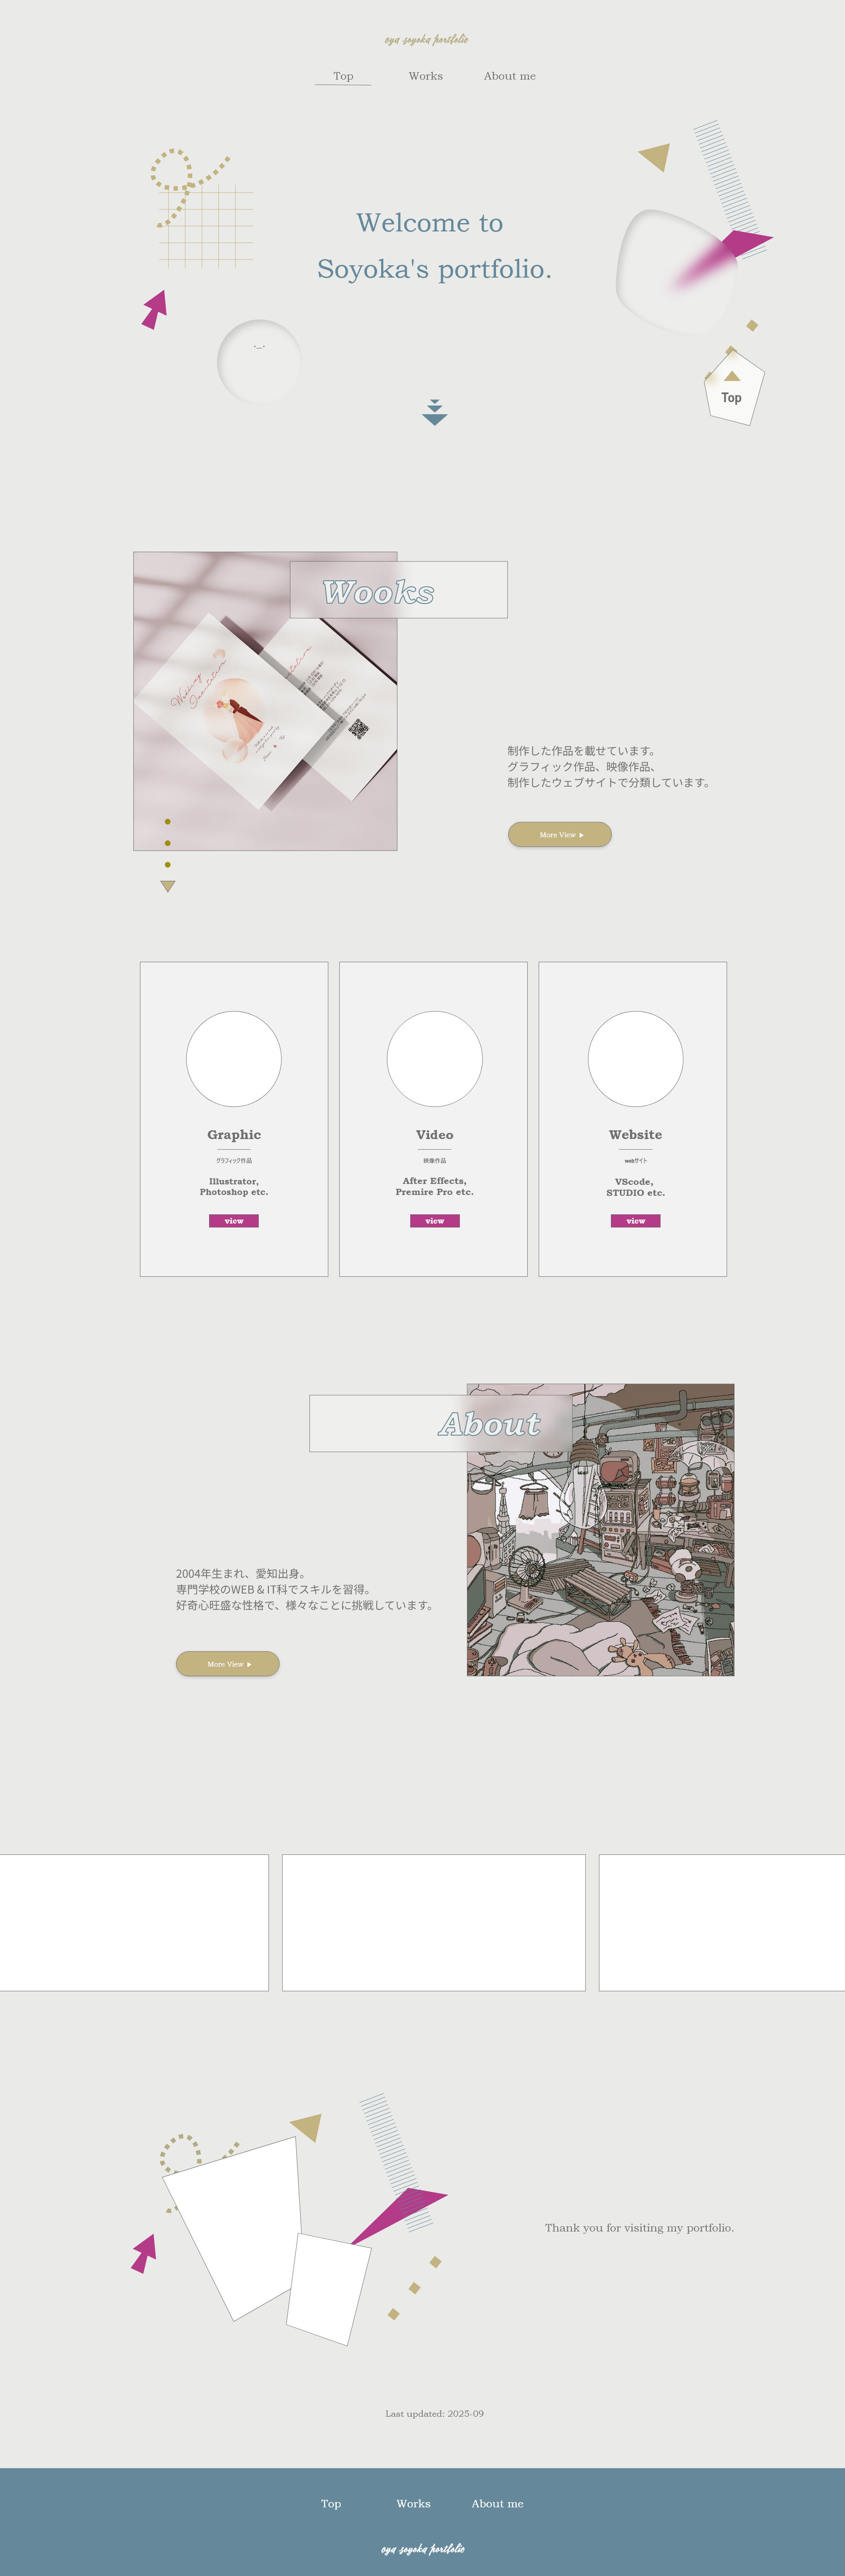 oya soyoka portfolio
Top
Works
About me
Welcome to
Soyoka's portfolio.
Top
Wooks
Wedding
Invitation
制作した作品を載せています。
グラフィック作品、映像作品、
制作したウェブサイトで分類しています。
More View ▶
Graphic
グラフィック作品
Illustrator,
Photoshop etc.
view
Video
映像作品
After Effects,
Premire Pro etc.
view
Website
webサイト
VScode,
STUDIO etc.
view
About
2004年生まれ、愛知出身。
専門学校のWEB & IT科でスキルを習得。
好奇心旺盛な性格で、様々なことに挑戦しています。
More View ▶
Thank you for visiting my portfolio.
Last updated: 2025-09
Top
Works
About me
oya soyoka portfolio